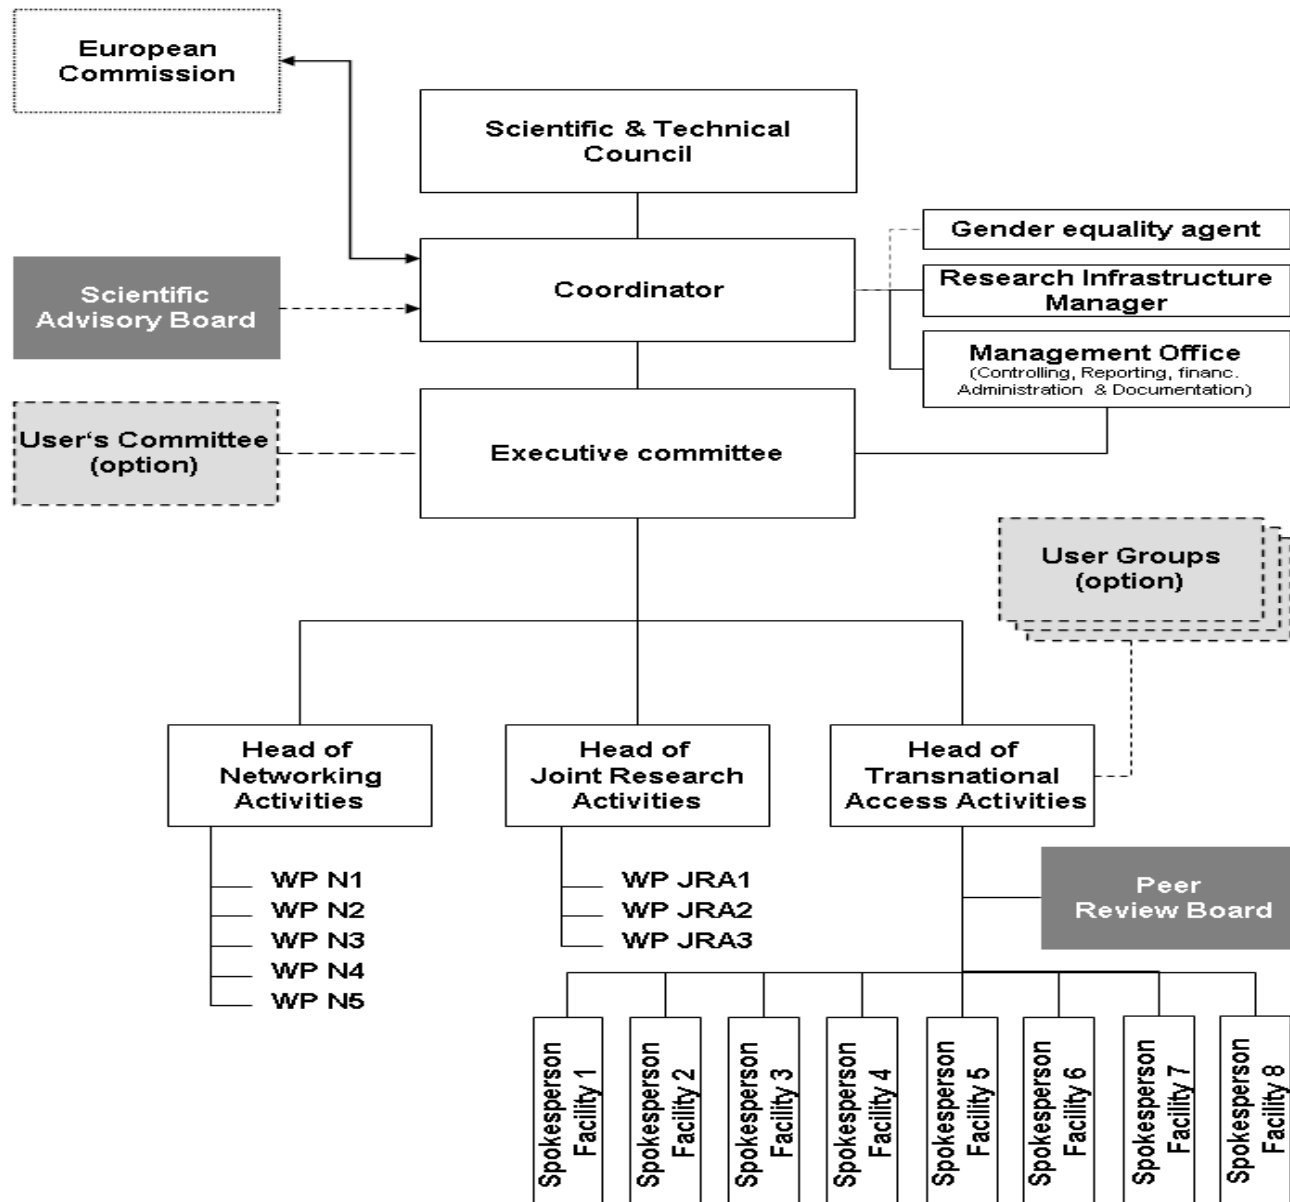 European
Commission
Scientific & Technical
Council
Gender equality agent
Coordinator
Research Infrastructure
Manager
Scientific
Advisory Board
Management Office
(Controlling, Reporting, financ.
Administration & Documentation)
User‘s Committee
(option)
Executive committee
User Groups
(option)
Head of
Networking
Activities
Head of
Joint Research
Activities
Head of
Transnational
Access Activities
WP N1
WP N2
WP N3
WP N4
WP N5
WP JRA1
WP JRA2
WP JRA3
Peer
Review Board
Spokesperson
Facility 1
Spokesperson
Facility 2
Spokesperson
Facility 3
Spokesperson
Facility 4
Spokesperson
Facility 5
Spokesperson
Facility 6
Spokesperson
Facility 7
Spokesperson
Facility 8